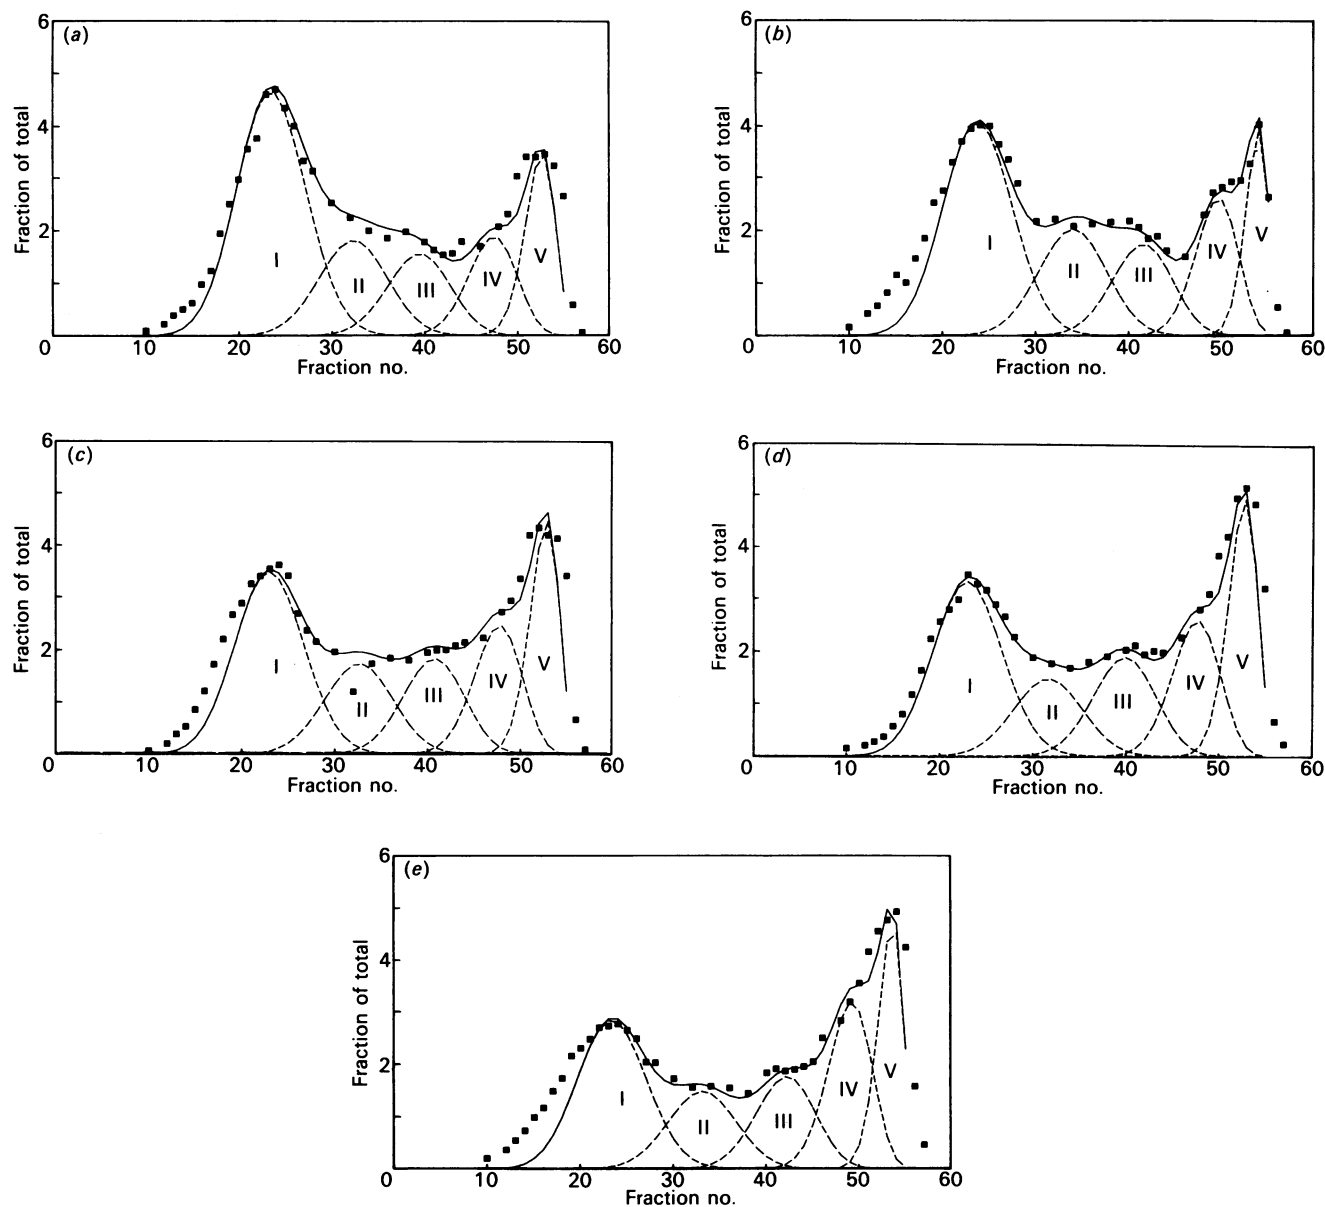 (a)
6
4
2
0 10 20 30 40 50 60
Fraction of total
Fraction no.
I II III IV V
(b)
6
4
2
0 10 20 30 40 50 60
Fraction of total
Fraction no.
I II III IV V
(c)
6
4
2
0 10 20 30 40 50 60
Fraction of total
Fraction no.
I II III IV V
(d)
6
4
2
0 10 20 30 40 50 60
Fraction of total
Fraction no.
I II III IV V
(e)
6
4
2
0 10 20 30 40 50 60
Fraction of total
Fraction no.
I II III IV V